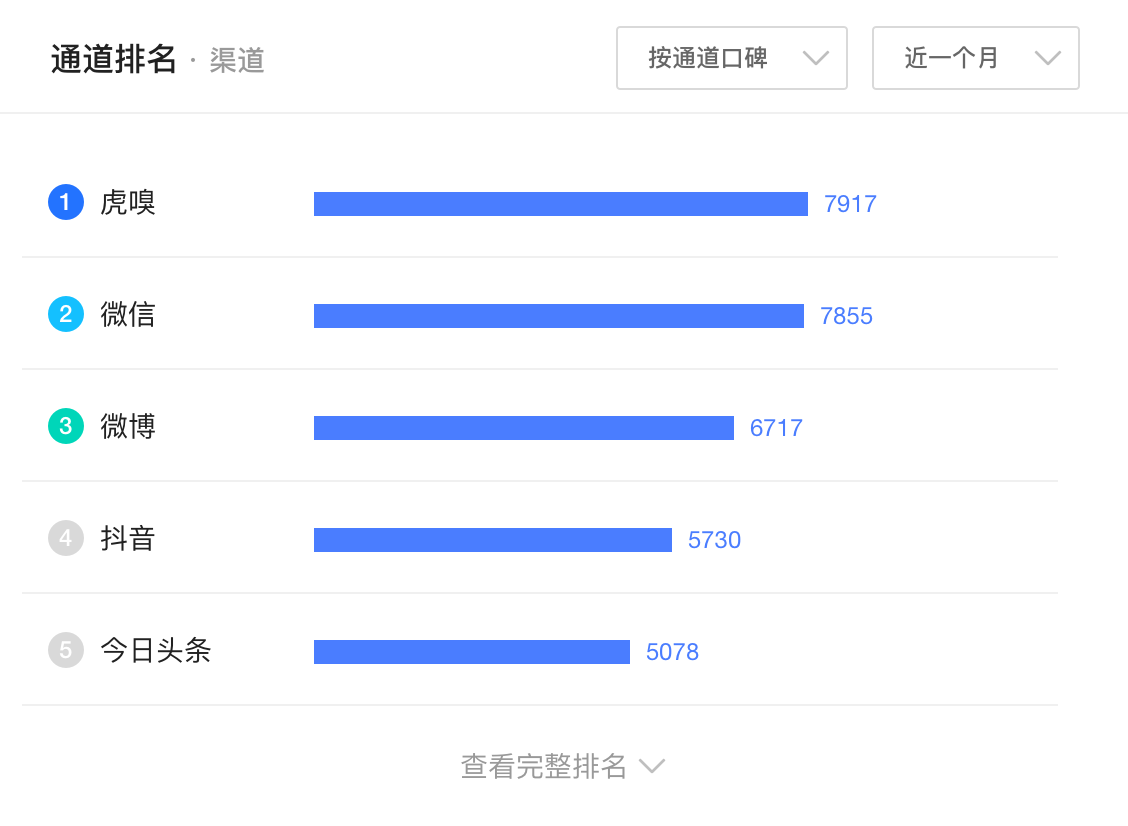 通道排名 · 渠道
按通道口碑
近一个月
1 虎嗅 7917
2 微信 7855
3 微博 6717
4 抖音 5730
5 今日头条 5078
查看完整排名